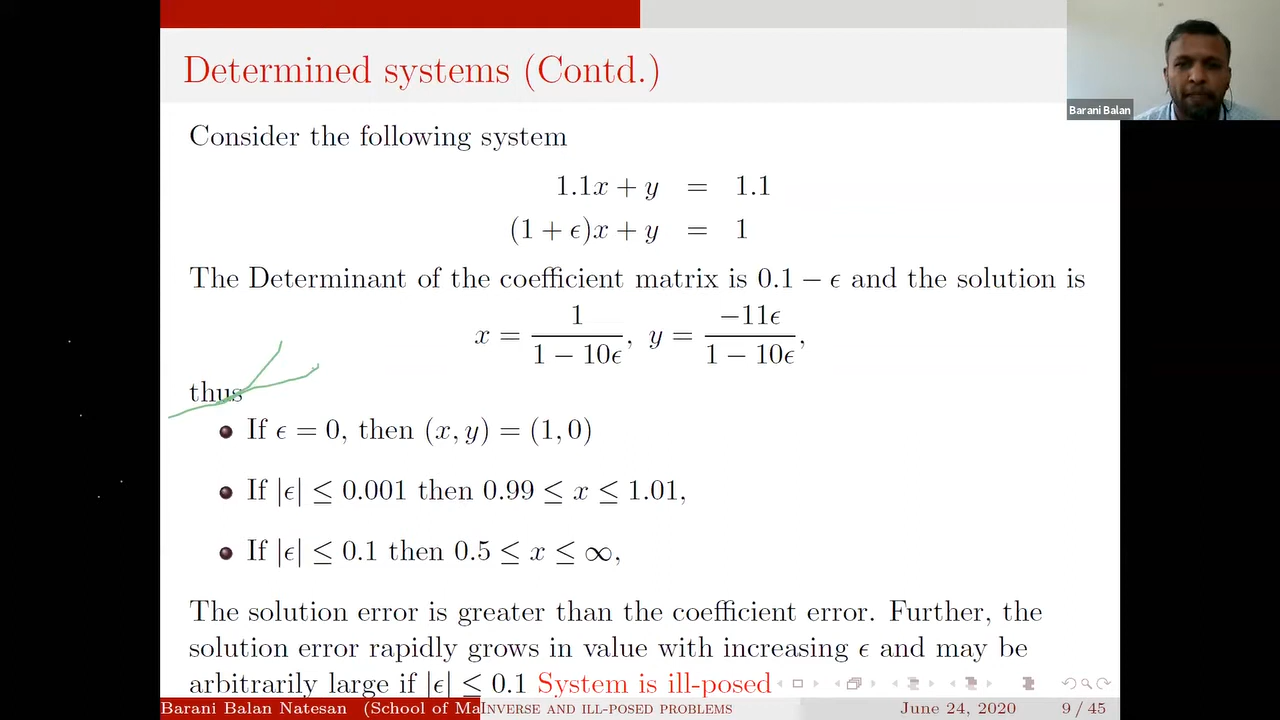 Determined systems (Contd.)
Barani Balan
Consider the following system
1.1x + y = 1.1
(1 + ϵ)x + y = 1
The Determinant of the coefficient matrix is 0.1 − ϵ and the solution is
x = 1/(1 − 10ϵ), y = −11ϵ/(1 − 10ϵ),
thus
If ϵ = 0, then (x, y) = (1, 0)
If |ϵ| ≤ 0.001 then 0.99 ≤ x ≤ 1.01,
If |ϵ| ≤ 0.1 then 0.5 ≤ x ≤ ∞,
The solution error is greater than the coefficient error. Further, the
solution error rapidly grows in value with increasing ϵ and may be
arbitrarily large if |ϵ| ≤ 0.1 System is ill-posed
Barani Balan Natesan (School of Ma Inverse and ill-posed problems June 24, 2020 9 / 45